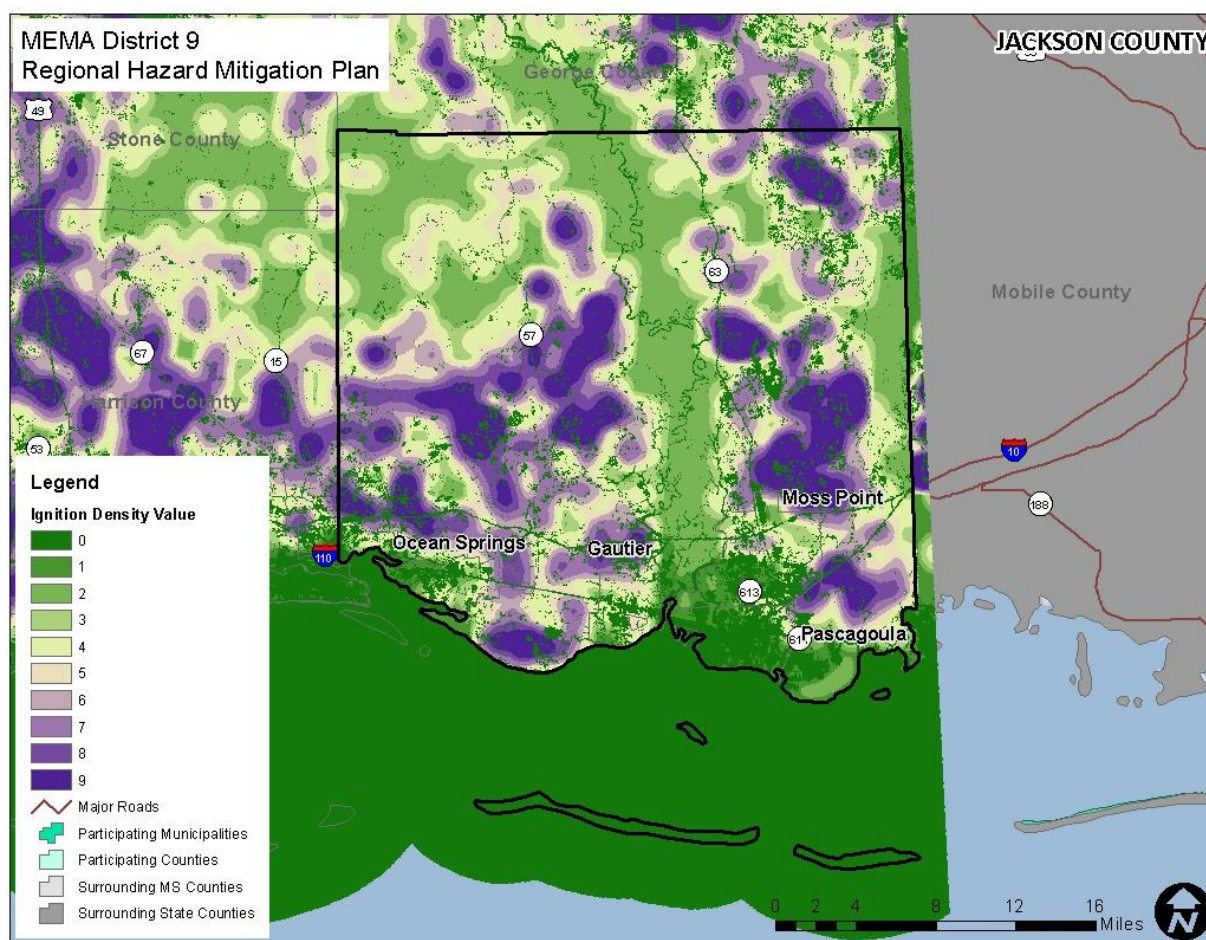 MEMA District 9
Regional Hazard Mitigation Plan
JACKSON COUNTY
George County
49
Stone County
63
Mobile County
57
67
15
Harrison County
53
10
Moss Point
188
Ocean Springs
Gautier
110
613
Pascagoula
Legend
Ignition Density Value
0
1
2
3
4
5
6
7
8
9
Major Roads
Participating Municipalities
Participating Counties
Surrounding MS Counties
Surrounding State Counties
0 2 4 8 12 16
Miles
N